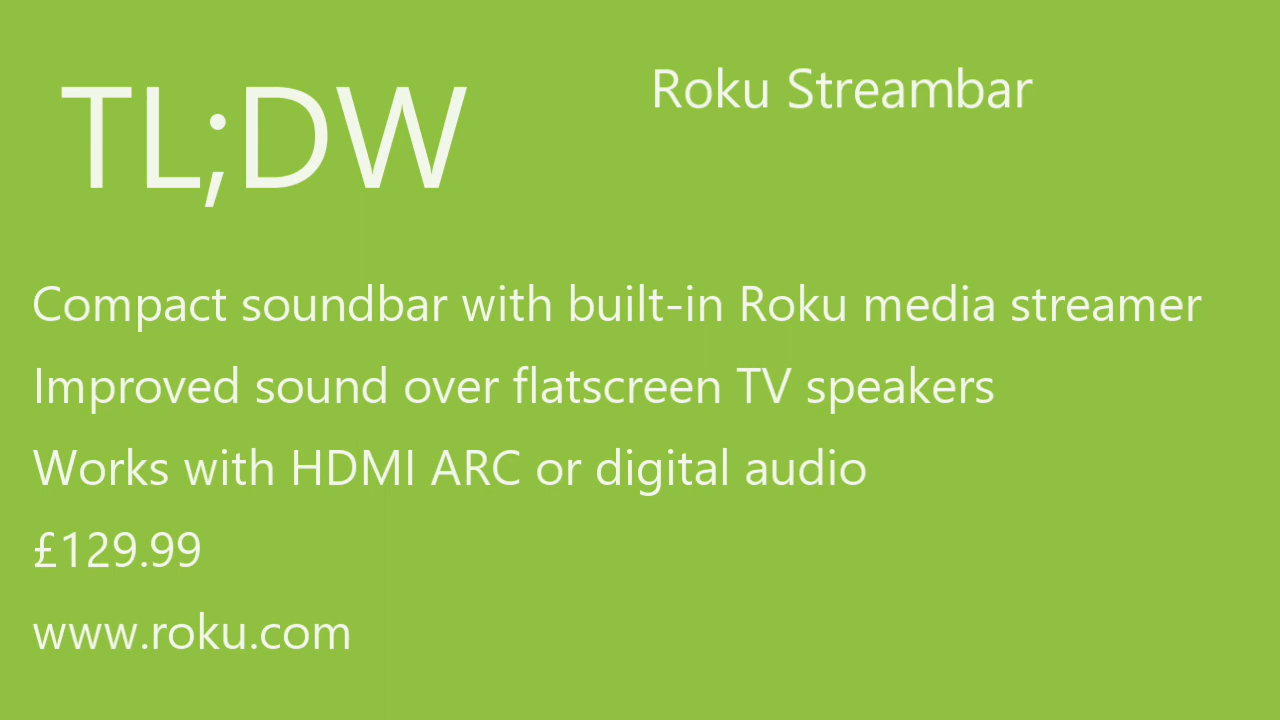 TL;DW
Roku Streambar
Compact soundbar with built-in Roku media streamer
Improved sound over flatscreen TV speakers
Works with HDMI ARC or digital audio
£129.99
www.roku.com